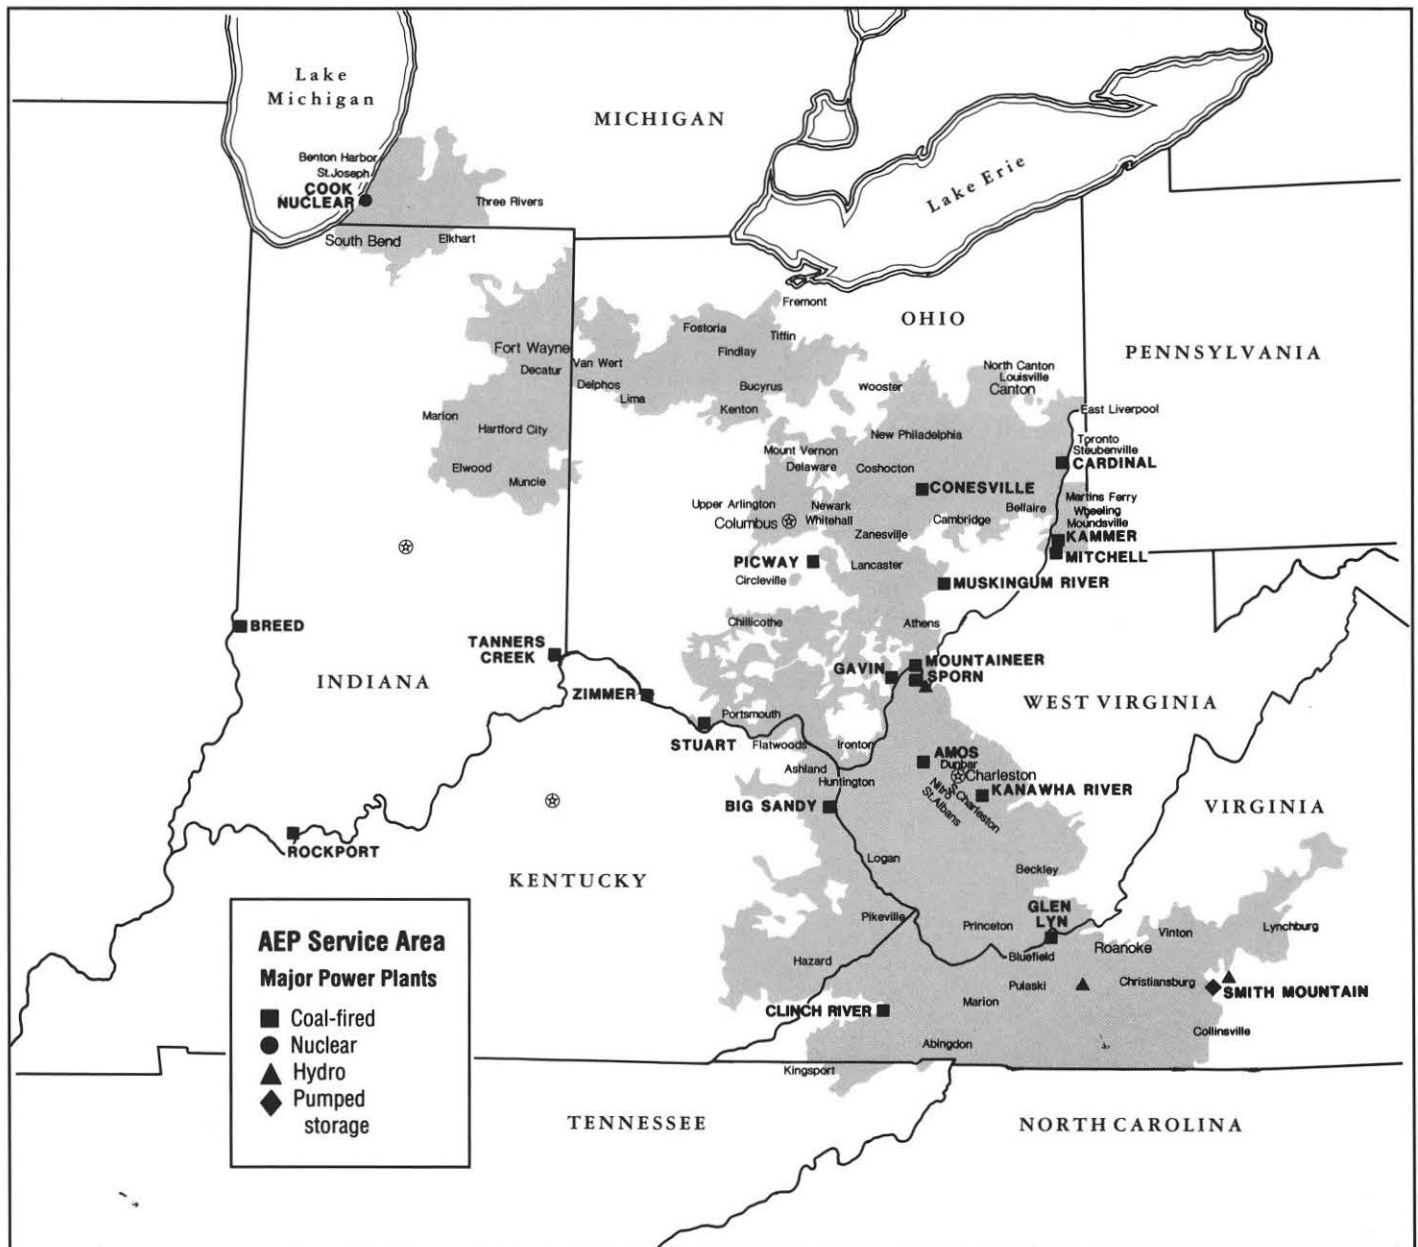 Lake
Michigan
MICHIGAN
Benton Harbor
St.Joseph
COOK
NUCLEAR
Three Rivers
South Bend
Elkhart
Lake Erie
Fremont
OHIO
PENNSYLVANIA
Fostoria
Tiffin
Findlay
Fort Wayne
Van Wert
Decatur
Delphos
Lima
Bucyrus
Kenton
Wooster
North Canton
Louisville
Canton
East Liverpool
Marion
Hartford City
New Philadelphia
Toronto
Steubenville
CARDINAL
Mount Vernon
Delaware
Coshocton
Elwood
Muncie
CONESVILLE
Martins Ferry
Wheeling
Moundsville
Upper Arlington
Newark
Bellaire
Columbus
Whitehall
Cambridge
Zanesville
KAMMER
MITCHELL
PICWAY
Lancaster
Circleville
MUSKINGUM RIVER
BREED
Chillicothe
Athens
TANNERS
CREEK
MOUNTAINEER
GAVIN
SPORN
INDIANA
ZIMMER
WEST VIRGINIA
Portsmouth
STUART
Flatwoods
Ironton
AMOS
Dunbar
Ashland
Charleston
Huntington
KANAWHA RIVER
Nitro
S.Charleston
St.Albans
BIG SANDY
VIRGINIA
ROCKPORT
Logan
Beckley
KENTUCKY
GLEN
LYN
Pikeville
Princeton
Vinton
Lynchburg
Roanoke
Bluefield
Hazard
Pulaski
Christiansburg
SMITH MOUNTAIN
Marion
CLINCH RIVER
Collinsville
Abingdon
Kingsport
TENNESSEE
NORTH CAROLINA
AEP Service Area
Major Power Plants
Coal-fired
Nuclear
Hydro
Pumped
storage